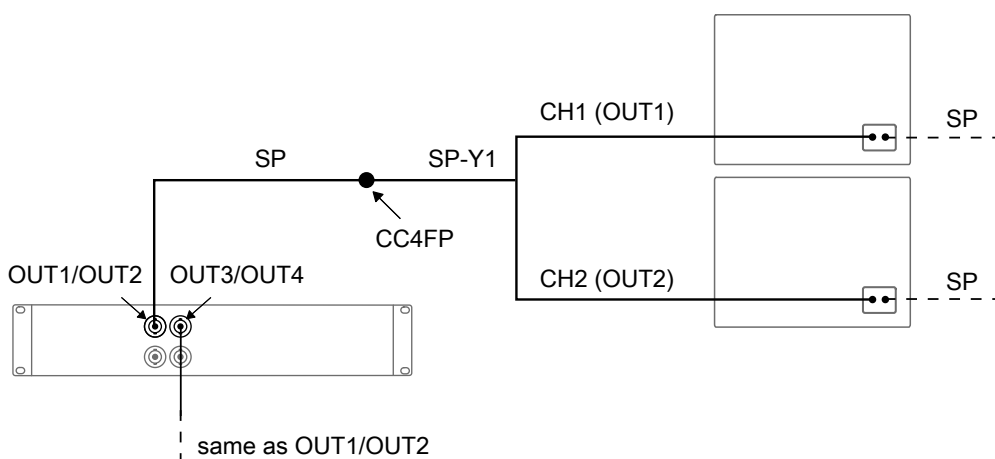 CH1 (OUT1)
SP
SP
SP-Y1
CC4FP
OUT1/OUT2
OUT3/OUT4
CH2 (OUT2)
SP
same as OUT1/OUT2